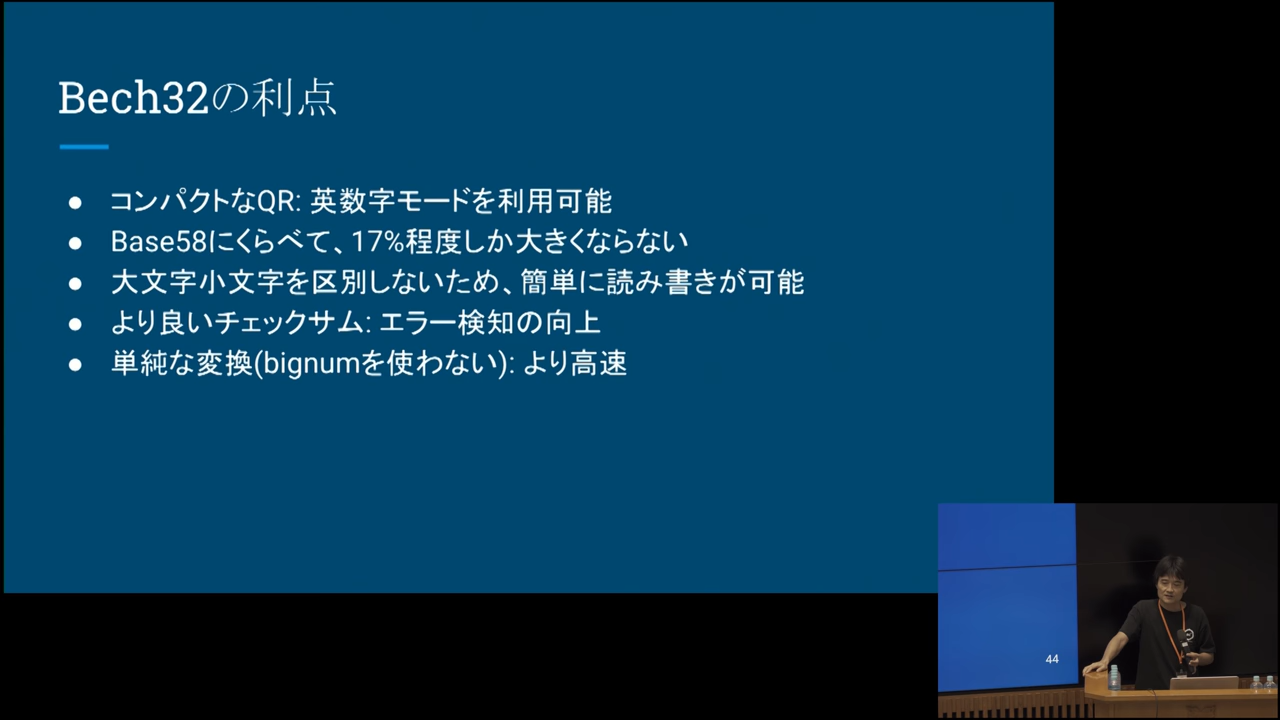 Bech32の利点
● コンパクトなQR: 英数字モードを利用可能
● Base58にくらべて、17%程度しか大きくならない
● 大文字小文字を区別しないため、簡単に読み書きが可能
● より良いチェックサム: エラー検知の向上
● 単純な変換(bignumを使わない): より高速
44